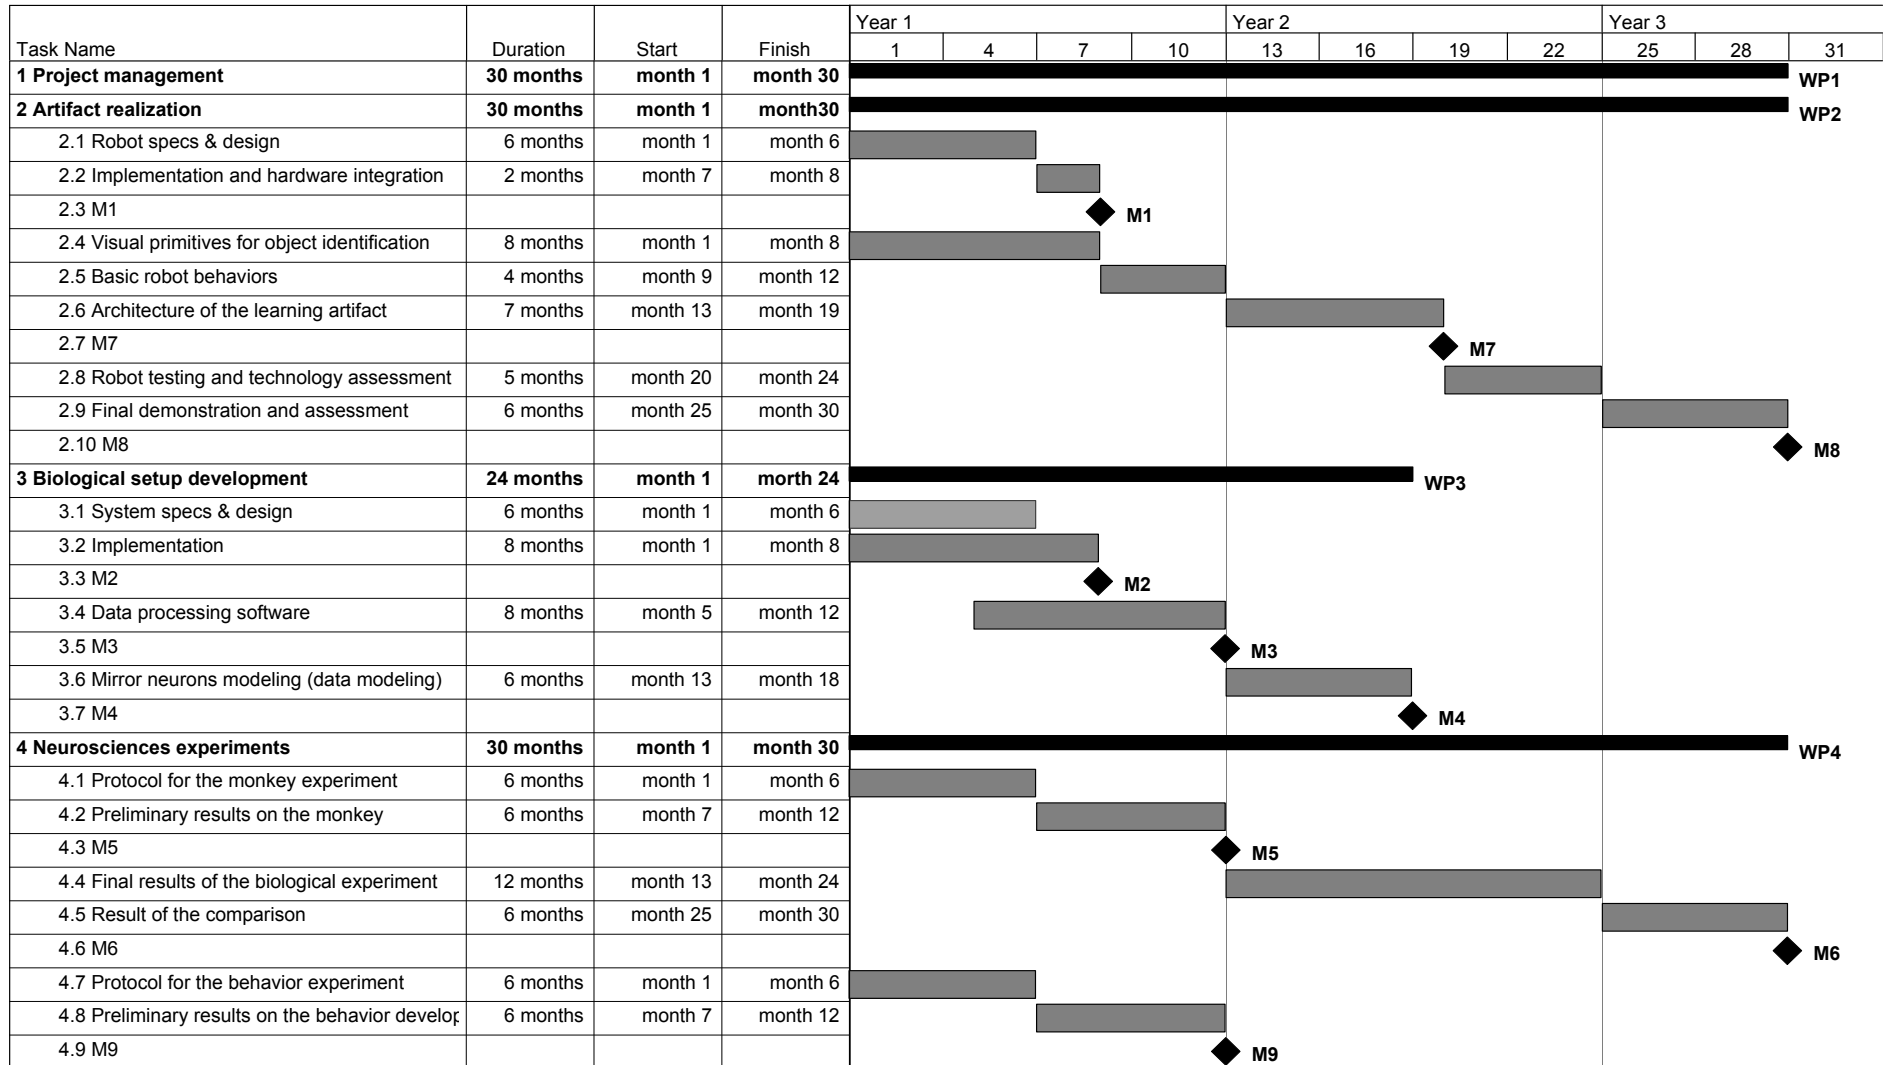 Year 1 Year 2 Year 3
Task Name Duration Start Finish 1 4 7 10 13 16 19 22 25 28 31
1 Project management 30 months month 1 month 30 WP1
2 Artifact realization 30 months month 1 month30 WP2
2.1 Robot specs & design 6 months month 1 month 6
2.2 Implementation and hardware integration 2 months month 7 month 8
2.3 M1 M1
2.4 Visual primitives for object identification 8 months month 1 month 8
2.5 Basic robot behaviors 4 months month 9 month 12
2.6 Architecture of the learning artifact 7 months month 13 month 19
2.7 M7 M7
2.8 Robot testing and technology assessment 5 months month 20 month 24
2.9 Final demonstration and assessment 6 months month 25 month 30
2.10 M8 M8
3 Biological setup development 24 months month 1 morth 24 WP3
3.1 System specs & design 6 months month 1 month 6
3.2 Implementation 8 months month 1 month 8
3.3 M2 M2
3.4 Data processing software 8 months month 5 month 12
3.5 M3 M3
3.6 Mirror neurons modeling (data modeling) 6 months month 13 month 18
3.7 M4 M4
4 Neurosciences experiments 30 months month 1 month 30 WP4
4.1 Protocol for the monkey experiment 6 months month 1 month 6
4.2 Preliminary results on the monkey 6 months month 7 month 12
4.3 M5 M5
4.4 Final results of the biological experiment 12 months month 13 month 24
4.5 Result of the comparison 6 months month 25 month 30
4.6 M6 M6
4.7 Protocol for the behavior experiment 6 months month 1 month 6
4.8 Preliminary results on the behavior develop 6 months month 7 month 12
4.9 M9 M9